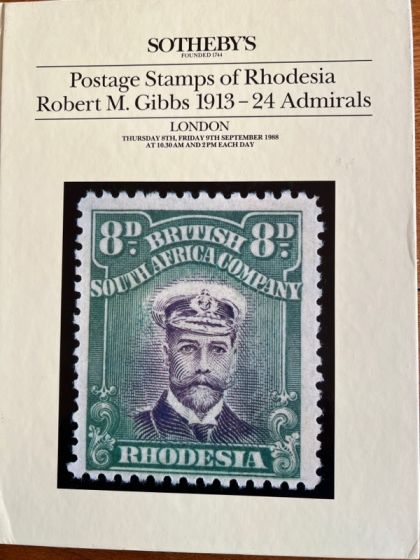 SOTHEBY'S
FOUNDED 1744
Postage Stamps of Rhodesia
Robert M. Gibbs 1913–24 Admirals
LONDON
THURSDAY 8TH, FRIDAY 9TH SEPTEMBER 1988
AT 10.30 AM AND 2 PM EACH DAY
8D. BRITISH 8D.
SOUTH AFRICA COMPANY
RHODESIA